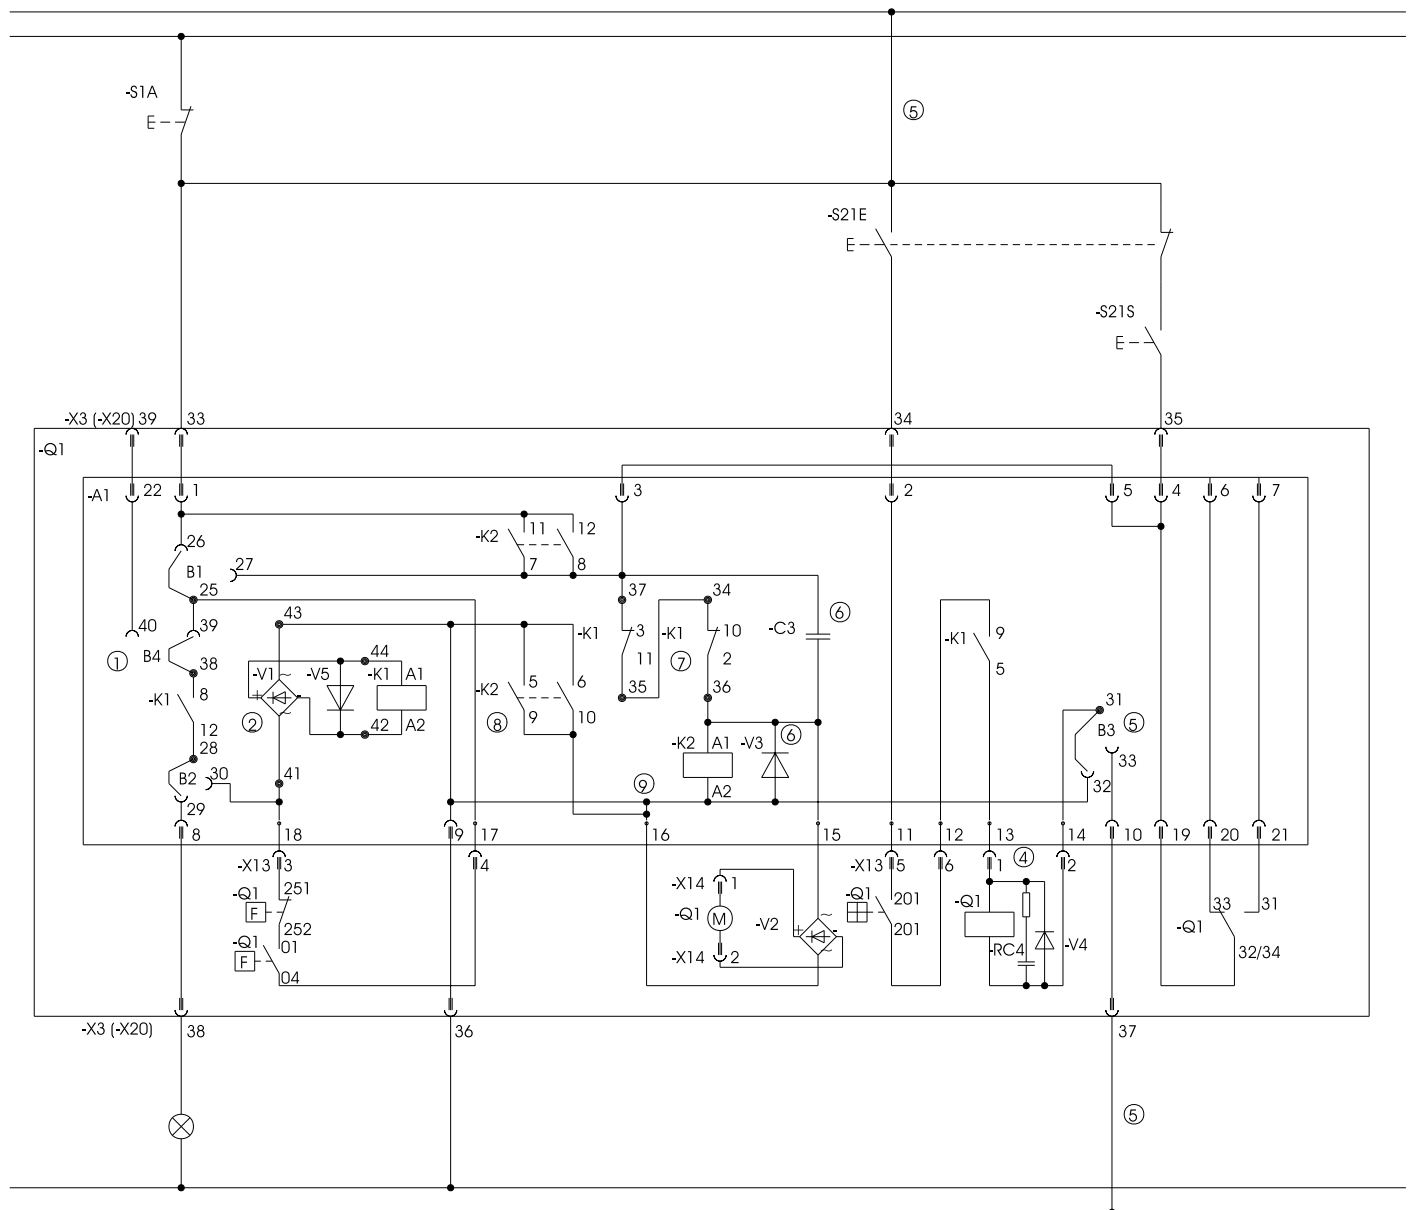 -S1A
5
-S21E
-S21S
-X3 (-X20) 39 33 34 35
-Q1
-A1 22 1 3 2 5 4 6 7
-K2 11 12
7 8
26
B1 27
25 37 34
40 39 43 -K1 3 -K1 10 -C3 6 -K1 9
1 B4 38 44 11 7 2 5
-V1 -V5 -K1 A1 5 6 35 36
8 -K2
-K1 + - 2 42 A2 9 10 8
12
28
31
B3 5
6
-K2 A1 -V3
A2
33
B2 30 41 9 32
29
8 18 9 17 16 15 11 12 13 14 10 19 20 21
-X13 3 4 -X13 5 6 4 1 2
-X14 1
-Q1 251 -Q1 M -Q1 201 -Q1 33 31
F 252 -V2 + - 201 -Q1
-Q1 01 -X14 2 -RC4 -V4 32/34
F 04
-X3 (-X20) 38 36 37
5